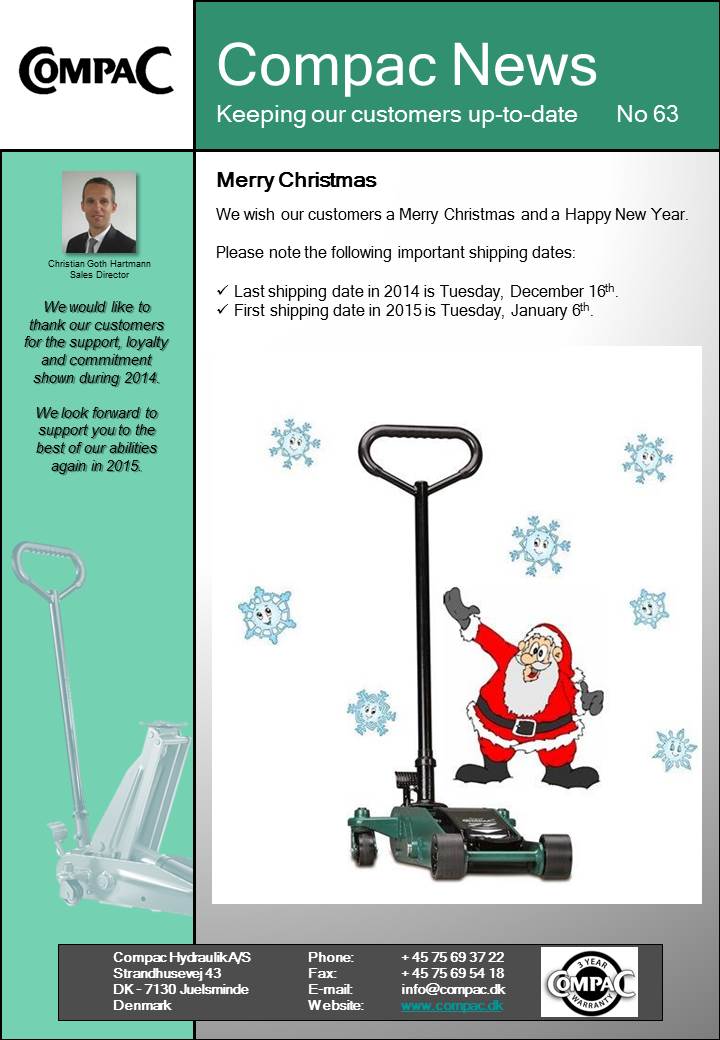 COMPAC
Compac News
Keeping our customers up-to-date No 63
Christian Goth Hartmann
Sales Director
We would like to
thank our customers
for the support, loyalty
and commitment
shown during 2014.
We look forward to
support you to the
best of our abilities
again in 2015.
Merry Christmas
We wish our customers a Merry Christmas and a Happy New Year.
Please note the following important shipping dates:
✓ Last shipping date in 2014 is Tuesday, December 16th.
✓ First shipping date in 2015 is Tuesday, January 6th.
Compac Hydraulik A/S Phone: + 45 75 69 37 22
Strandhusevej 43 Fax: + 45 75 69 54 18
DK - 7130 Juelsminde E-mail: info@compac.dk
Denmark Website: www.compac.dk
3 YEAR
COMPAC
WARRANTY